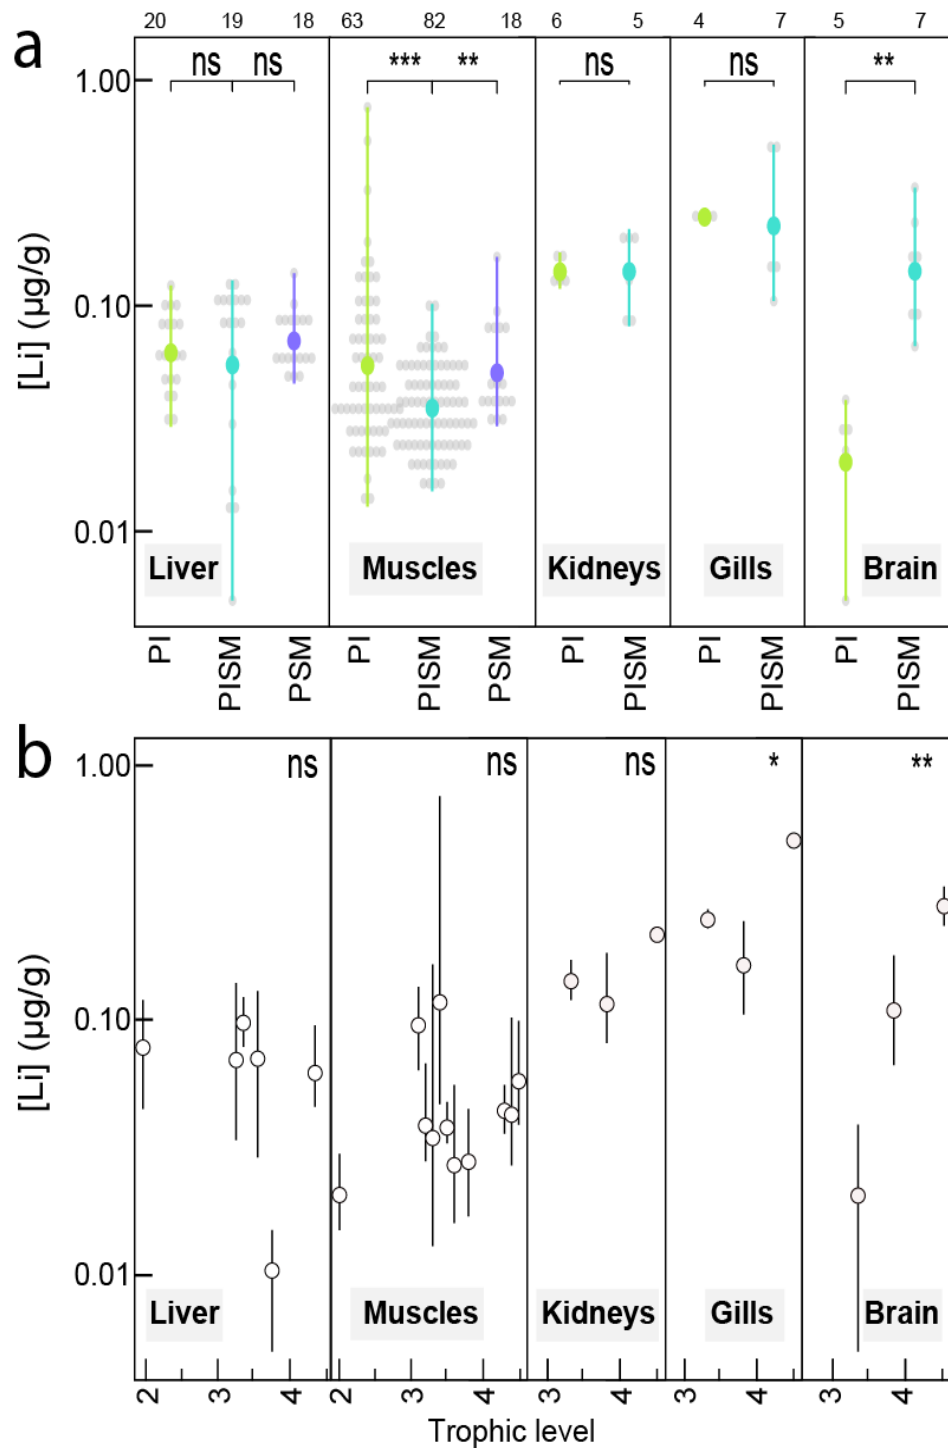 a
20 19 18 63 82 18 6 5 4 7 5 7
ns ns *** ** ns ns **
1.00
0.10
0.01
[Li] (µg/g)
Liver Muscles Kidneys Gills Brain
PI PISM PSM PI PISM PSM PI PISM PI PISM PI PISM
b
ns ns ns * **
1.00
0.10
0.01
[Li] (µg/g)
Liver Muscles Kidneys Gills Brain
2 3 4 2 3 4 3 4 3 4 3 4
Trophic level